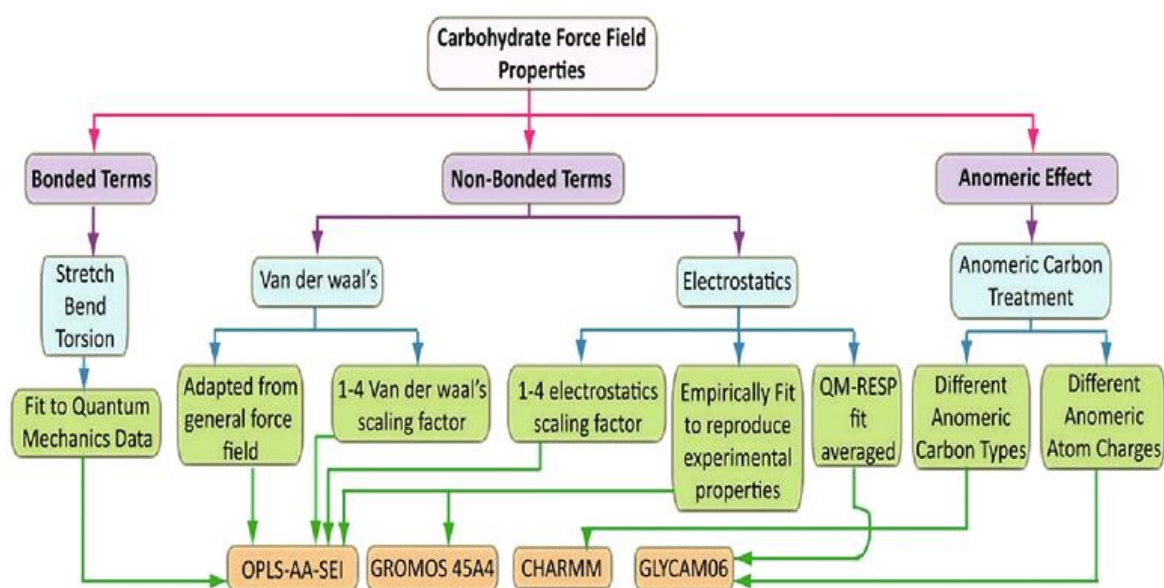 Carbohydrate Force Field
Properties
Bonded Terms
Non-Bonded Terms
Anomeric Effect
Stretch
Bend
Torsion
Van der waal's
Electrostatics
Anomeric Carbon
Treatment
Fit to Quantum
Mechanics Data
Adapted from
general force
field
1-4 Van der waal's
scaling factor
1-4 electrostatics
scaling factor
Empirically Fit
to reproduce
experimental
properties
QM-RESP
fit
averaged
Different
Anomeric
Carbon Types
Different
Anomeric
Atom Charges
OPLS-AA-SEI
GROMOS 45A4
CHARMM
GLYCAM06